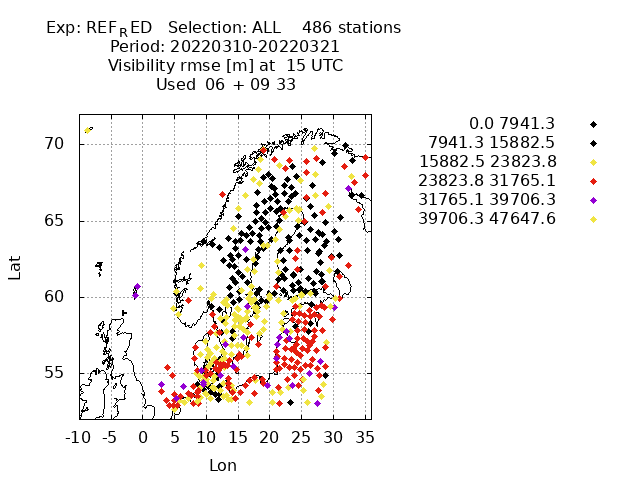 Exp: REF_RED Selection: ALL 486 stations
Period: 20220310-20220321
Visibility rmse [m] at 15 UTC
Used 06 + 09 33
0.0 7941.3
7941.3 15882.5
15882.5 23823.8
23823.8 31765.1
31765.1 39706.3
39706.3 47647.6
70
65
60
55
Lat
-10 -5 0 5 10 15 20 25 30 35
Lon